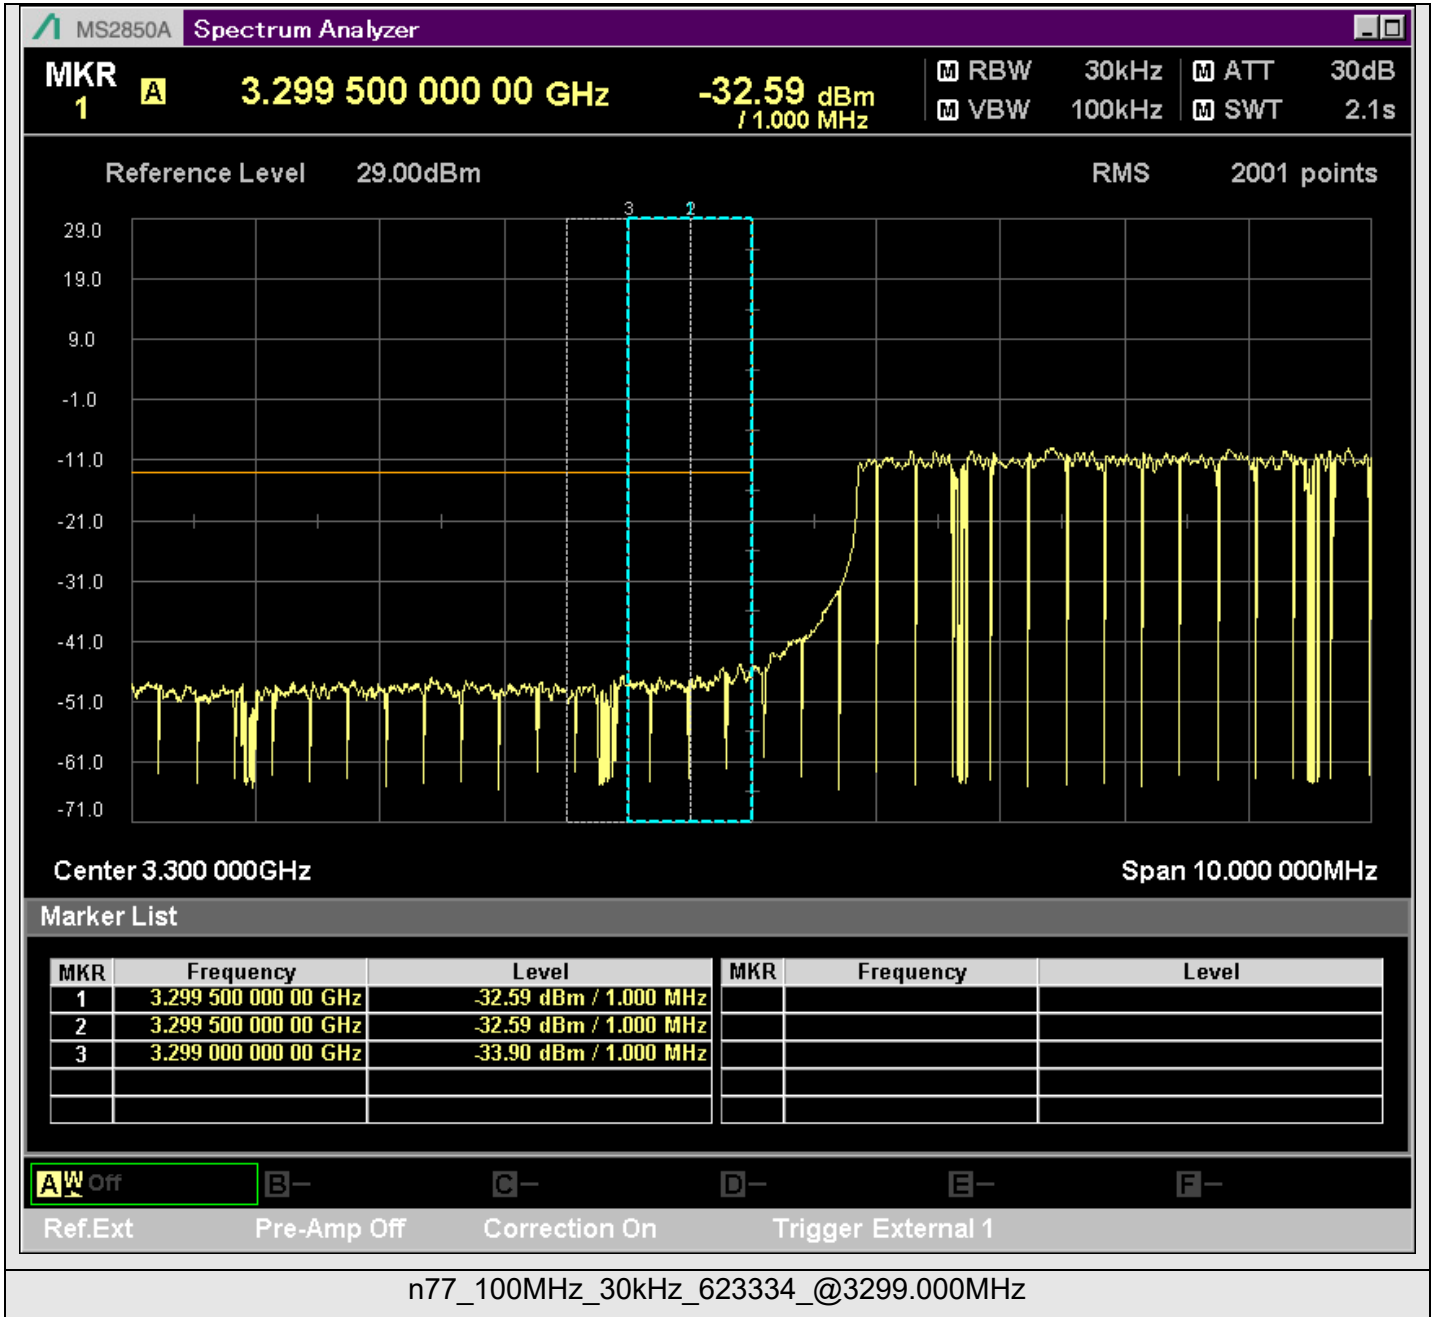 MS2850A Spectrum Analyzer
MKR 1 A 3.299 500 000 00 GHz -32.59 dBm / 1.000 MHz
M RBW 30kHz M ATT 30dB
M VBW 100kHz M SWT 2.1s
Reference Level 29.00dBm RMS 2001 points
3 2
29.0
19.0
9.0
-1.0
-11.0
-21.0
-31.0
-41.0
-51.0
-61.0
-71.0
Center 3.300 000GHz Span 10.000 000MHz
Marker List
MKR Frequency Level MKR Frequency Level
1 3.299 500 000 00 GHz -32.59 dBm / 1.000 MHz
2 3.299 500 000 00 GHz -32.59 dBm / 1.000 MHz
3 3.299 000 000 00 GHz -33.90 dBm / 1.000 MHz
A W Off B C D E F
Ref.Ext Pre-Amp Off Correction On Trigger External 1
n77_100MHz_30kHz_623334_@3299.000MHz